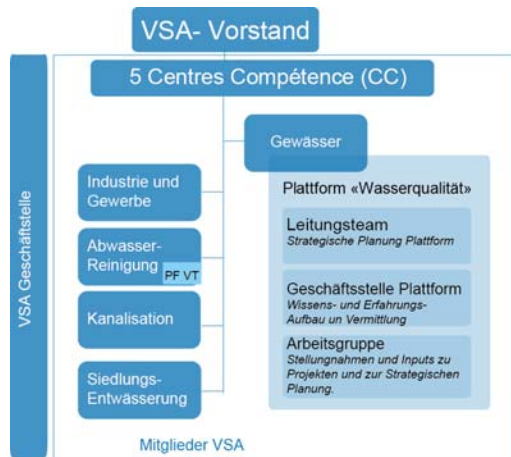 VSA- Vorstand
5 Centres Compétence (CC)
VSA Geschäftstelle
Gewässer
Industrie und
Gewerbe
Abwasser-
Reinigung
PF VT
Kanalisation
Siedlungs-
Entwässerung
Plattform «Wasserqualität»
Leitungsteam
Strategische Planung Plattform
Geschäftsstelle Plattform
Wissens- und Erfahrungs-
Aufbau un Vermittlung
Arbeitsgruppe
Stellungnahmen und Inputs zu
Projekten und zur Strategischen
Planung.
Mitglieder VSA